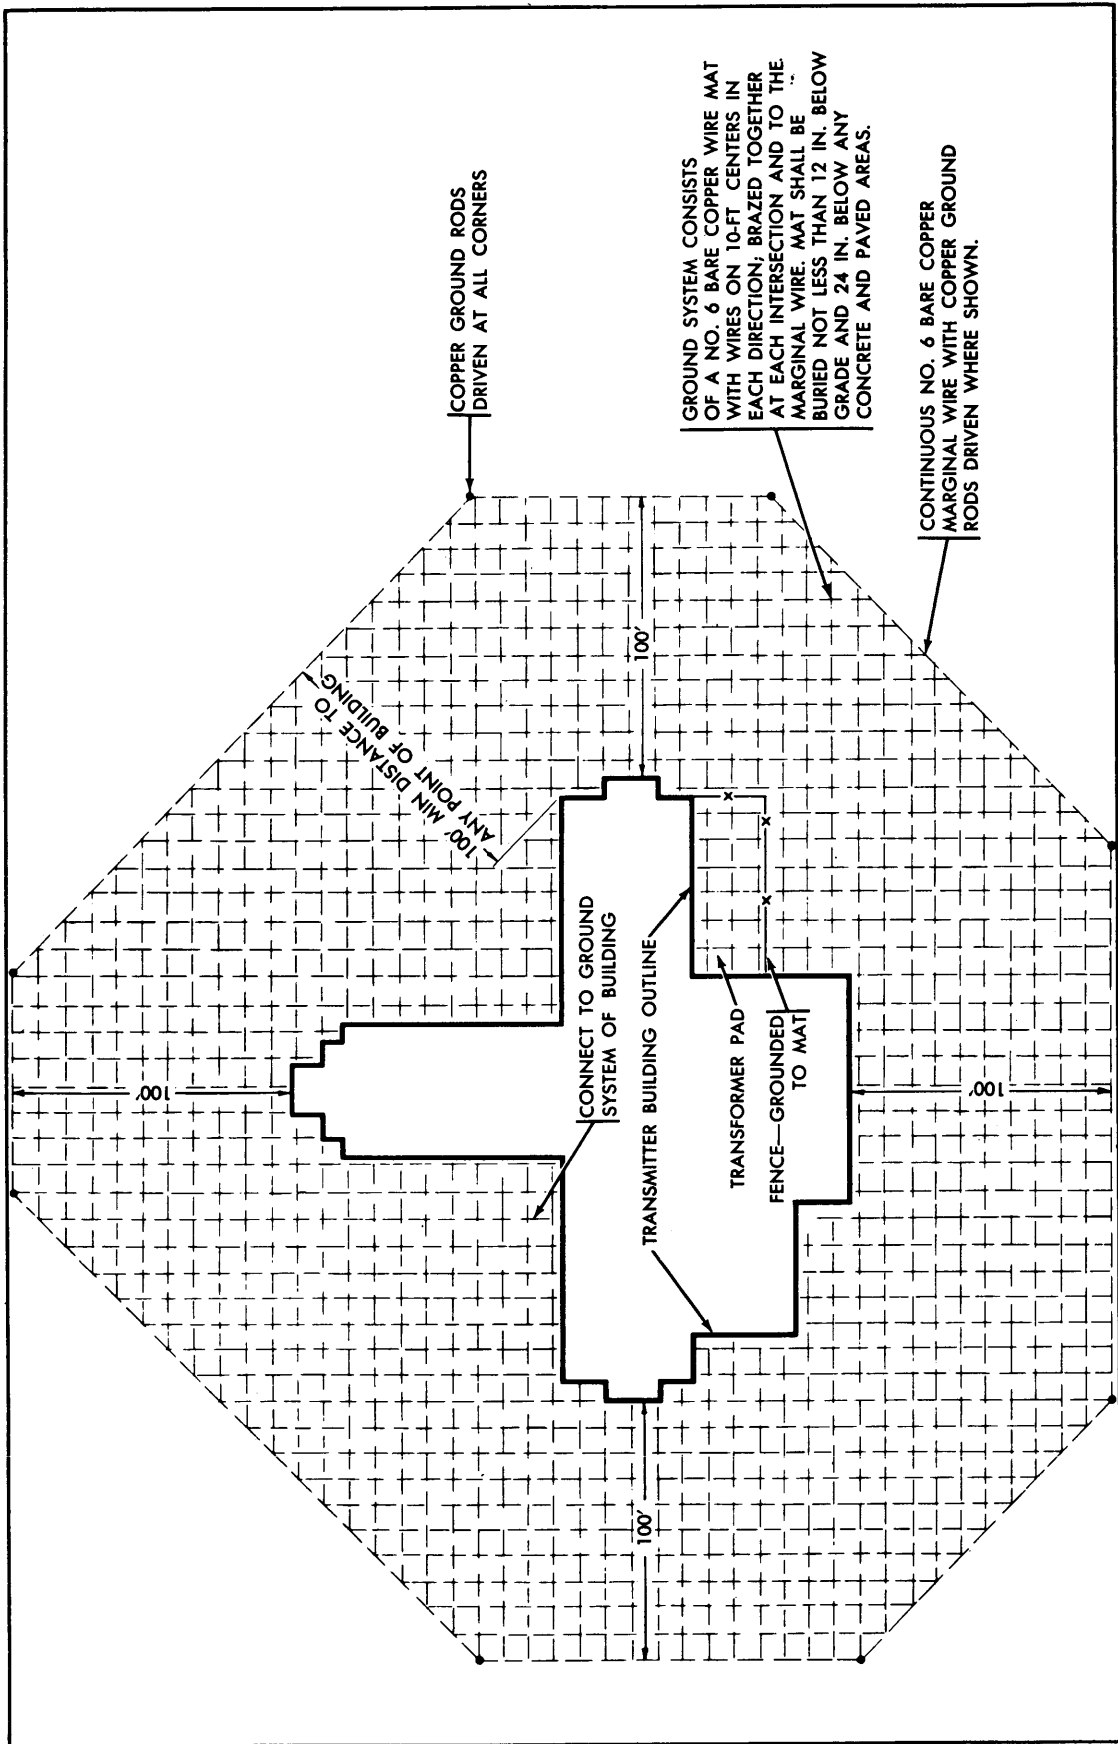 COPPER GROUND RODS
DRIVEN AT ALL CORNERS
GROUND SYSTEM CONSISTS
OF A NO. 6 BARE COPPER WIRE MAT
WITH WIRES ON 10-FT CENTERS IN
EACH DIRECTION; BRAZED TOGETHER
AT EACH INTERSECTION AND TO THE
MARGINAL WIRE. MAT SHALL BE
BURIED NOT LESS THAN 12 IN. BELOW
GRADE AND 24 IN. BELOW ANY
CONCRETE AND PAVED AREAS.
CONTINUOUS NO. 6 BARE COPPER
MARGINAL WIRE WITH COPPER GROUND
RODS DRIVEN WHERE SHOWN.
100' MIN DISTANCE TO
ANY POINT OF BUILDING
100'
100'
100'
100'
CONNECT TO GROUND
SYSTEM OF BUILDING
TRANSMITTER BUILDING OUTLINE
TRANSFORMER PAD
FENCE—GROUNDED
TO MAT